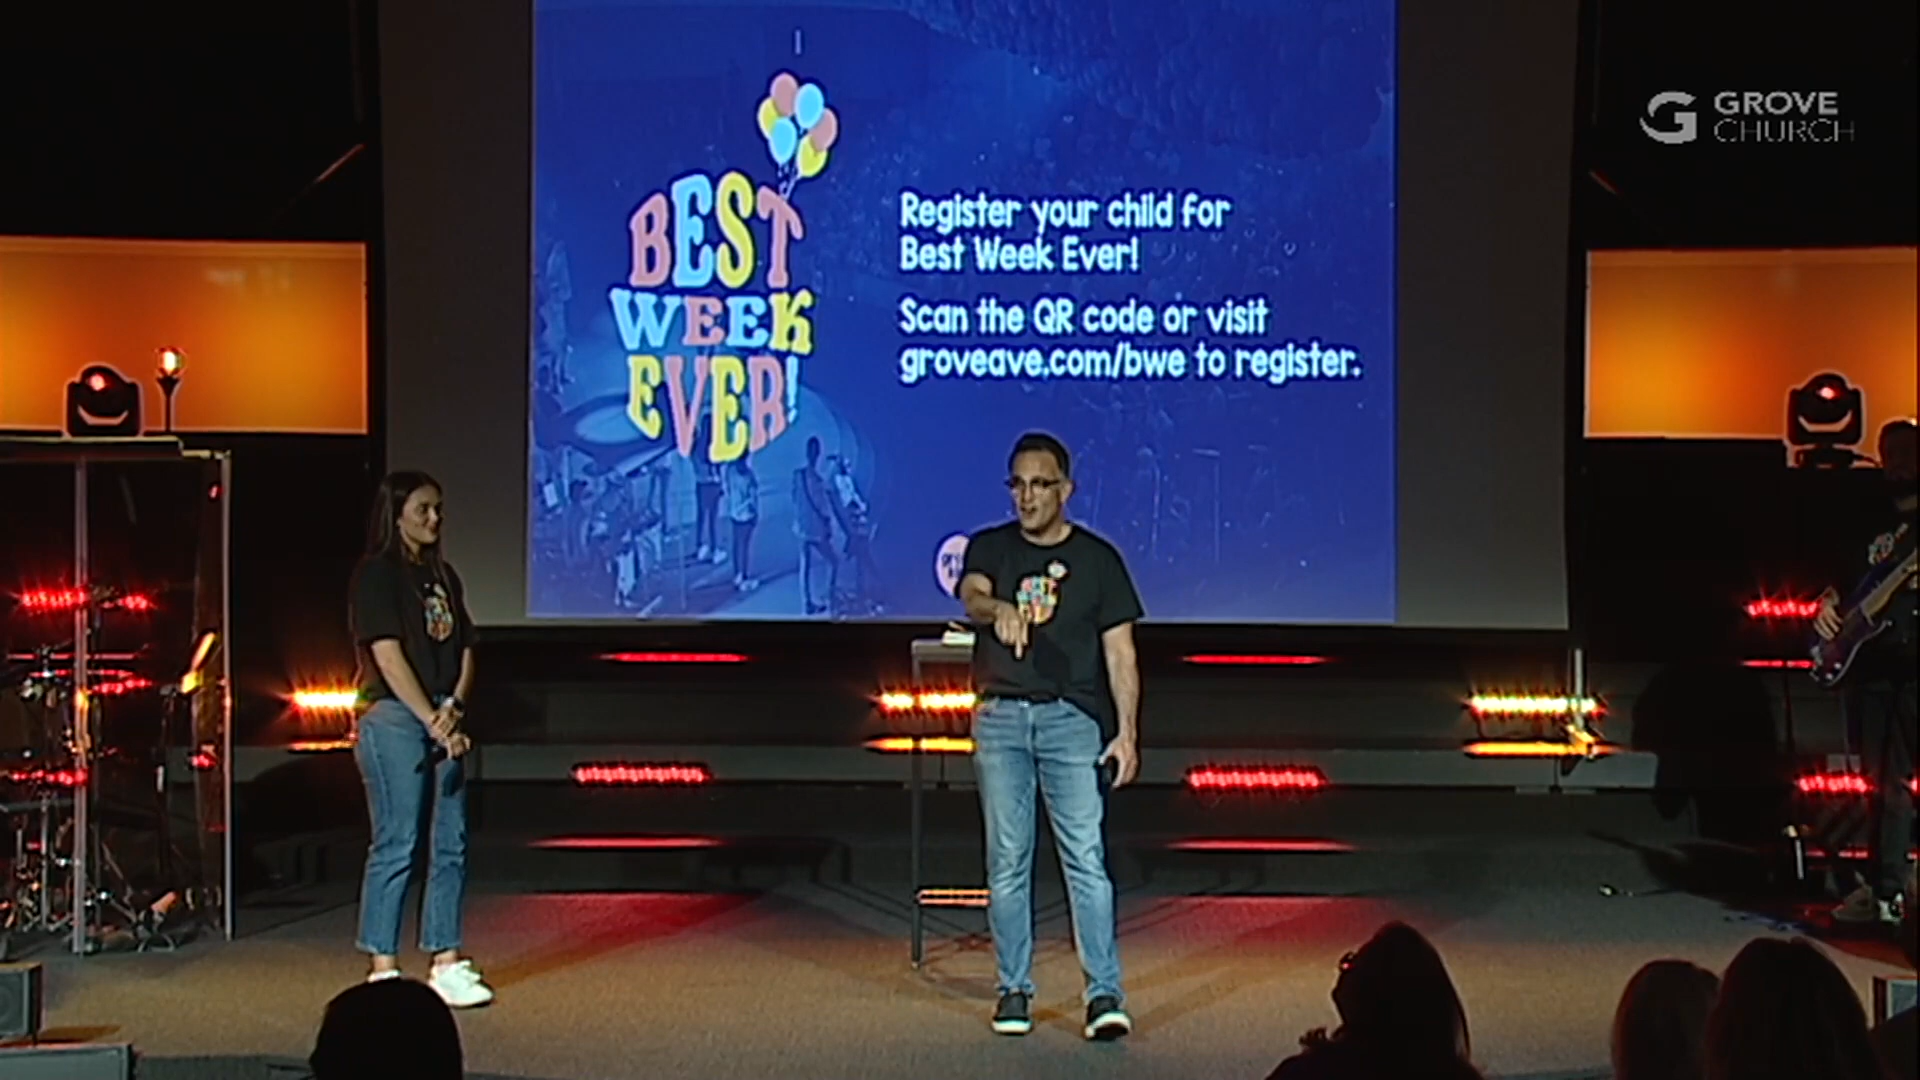 GROVE
CHURCH
BEST
WEEK
EVER!
Register your child for
Best Week Ever!
Scan the QR code or visit
groveave.com/bwe to register.
BEST